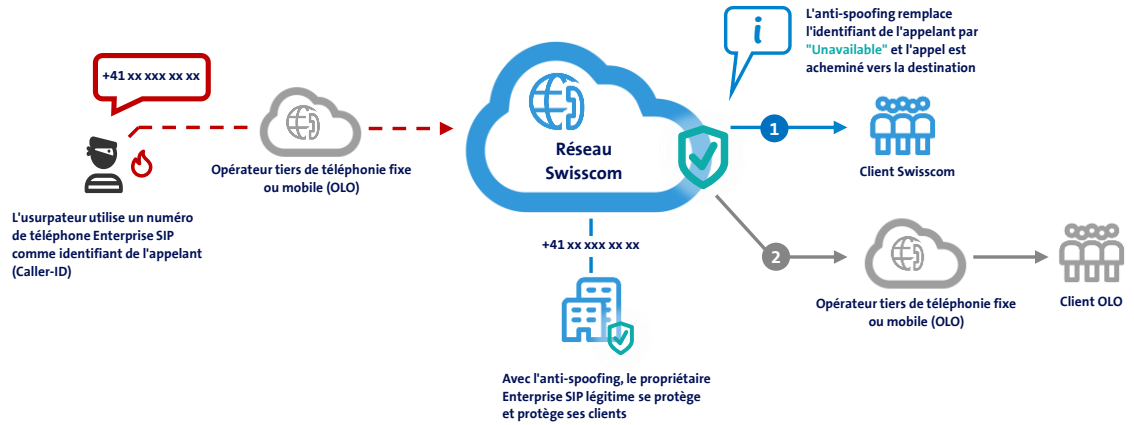 L'anti-spoofing remplace
l'identifiant de l'appelant par
"Unavailable" et l'appel est
acheminé vers la destination
i
+41 xx xxx xx xx
Opérateur tiers de téléphonie fixe
ou mobile (OLO)
L'usurpateur utilise un numéro
de téléphone Enterprise SIP
comme identifiant de l'appelant
(Caller-ID)
Réseau
Swisscom
1
Client Swisscom
+41 xx xxx xx xx
2
Opérateur tiers de téléphonie fixe
ou mobile (OLO)
Client OLO
Avec l'anti-spoofing, le propriétaire
Enterprise SIP légitime se protège
et protège ses clients